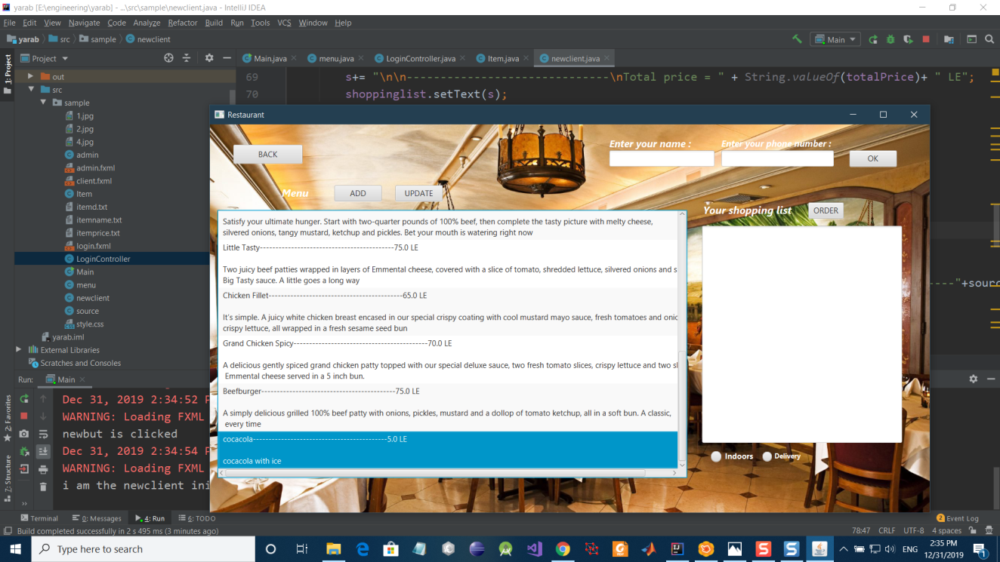 yarab [E:\engineering\yarab] - ...\src\sample\newclient.java - IntelliJ IDEA
File Edit View Navigate Code Analyze Refactor Build Run Tools VCS Window Help
yarab src sample newclient
Main
1: Project
Project
Main.java menu.java LoginController.java Item.java newclient.java
out
src
sample
1.jpg
2.jpg
4.jpg
admin
admin.fxml
client.fxml
Item
itemd.txt
itemname.txt
itemprice.txt
login.fxml
LoginController
Main
menu
newclient
source
style.css
yarab.iml
External Libraries
Scratches and Consoles
69 s+= "\n\n------------------------------\nTotal price = " + String.valueOf(totalPrice)+ " LE";
70 shoppinglist.setText(s);
----"+sourc
Restaurant
BACK
Enter your name :
Enter your phone number :
OK
Menu
ADD
UPDATE
Your shopping list
ORDER
Satisfy your ultimate hunger. Start with two-quarter pounds of 100% beef, then complete the tasty picture with melty cheese,
silvered onions, tangy mustard, ketchup and pickles. Bet your mouth is watering right now
Little Tasty-------------------------------------------75.0 LE
Two juicy beef patties wrapped in layers of Emmental cheese, covered with a slice of tomato, shredded lettuce, silvered onions and s
Big Tasty sauce. A little goes a long way
Chicken Fillet-------------------------------------------65.0 LE
It's simple. A juicy white chicken breast encased in our special crispy coating with cool mustard mayo sauce, fresh tomatoes and onic
crispy lettuce, all wrapped in a fresh sesame seed bun
Grand Chicken Spicy-------------------------------------------70.0 LE
A delicious gently spiced grand chicken patty topped with our special deluxe sauce, two fresh tomato slices, crispy lettuce and two sl
Emmental cheese served in a 5 inch bun.
Beefburger-------------------------------------------75.0 LE
A simply delicious grilled 100% beef patty with onions, pickles, mustard and a dollop of tomato ketchup, all in a soft bun. A classic,
every time
cocacola-------------------------------------------5.0 LE
cocacola with ice
Indoors
Delivery
Run: Main
Dec 31, 2019 2:34:52 P
WARNING: Loading FXML
newbut is clicked
Dec 31, 2019 2:34:54 P
WARNING: Loading FXML
i am the newclient ini
2: Favorites
7: Structure
Terminal 0: Messages 4: Run 6: TODO
2 Event Log
Build completed successfully in 2 s 495 ms (3 minutes ago)
78:47 CRLF UTF-8 4 spaces
Type here to search
ENG
2:35 PM
12/31/2019
1